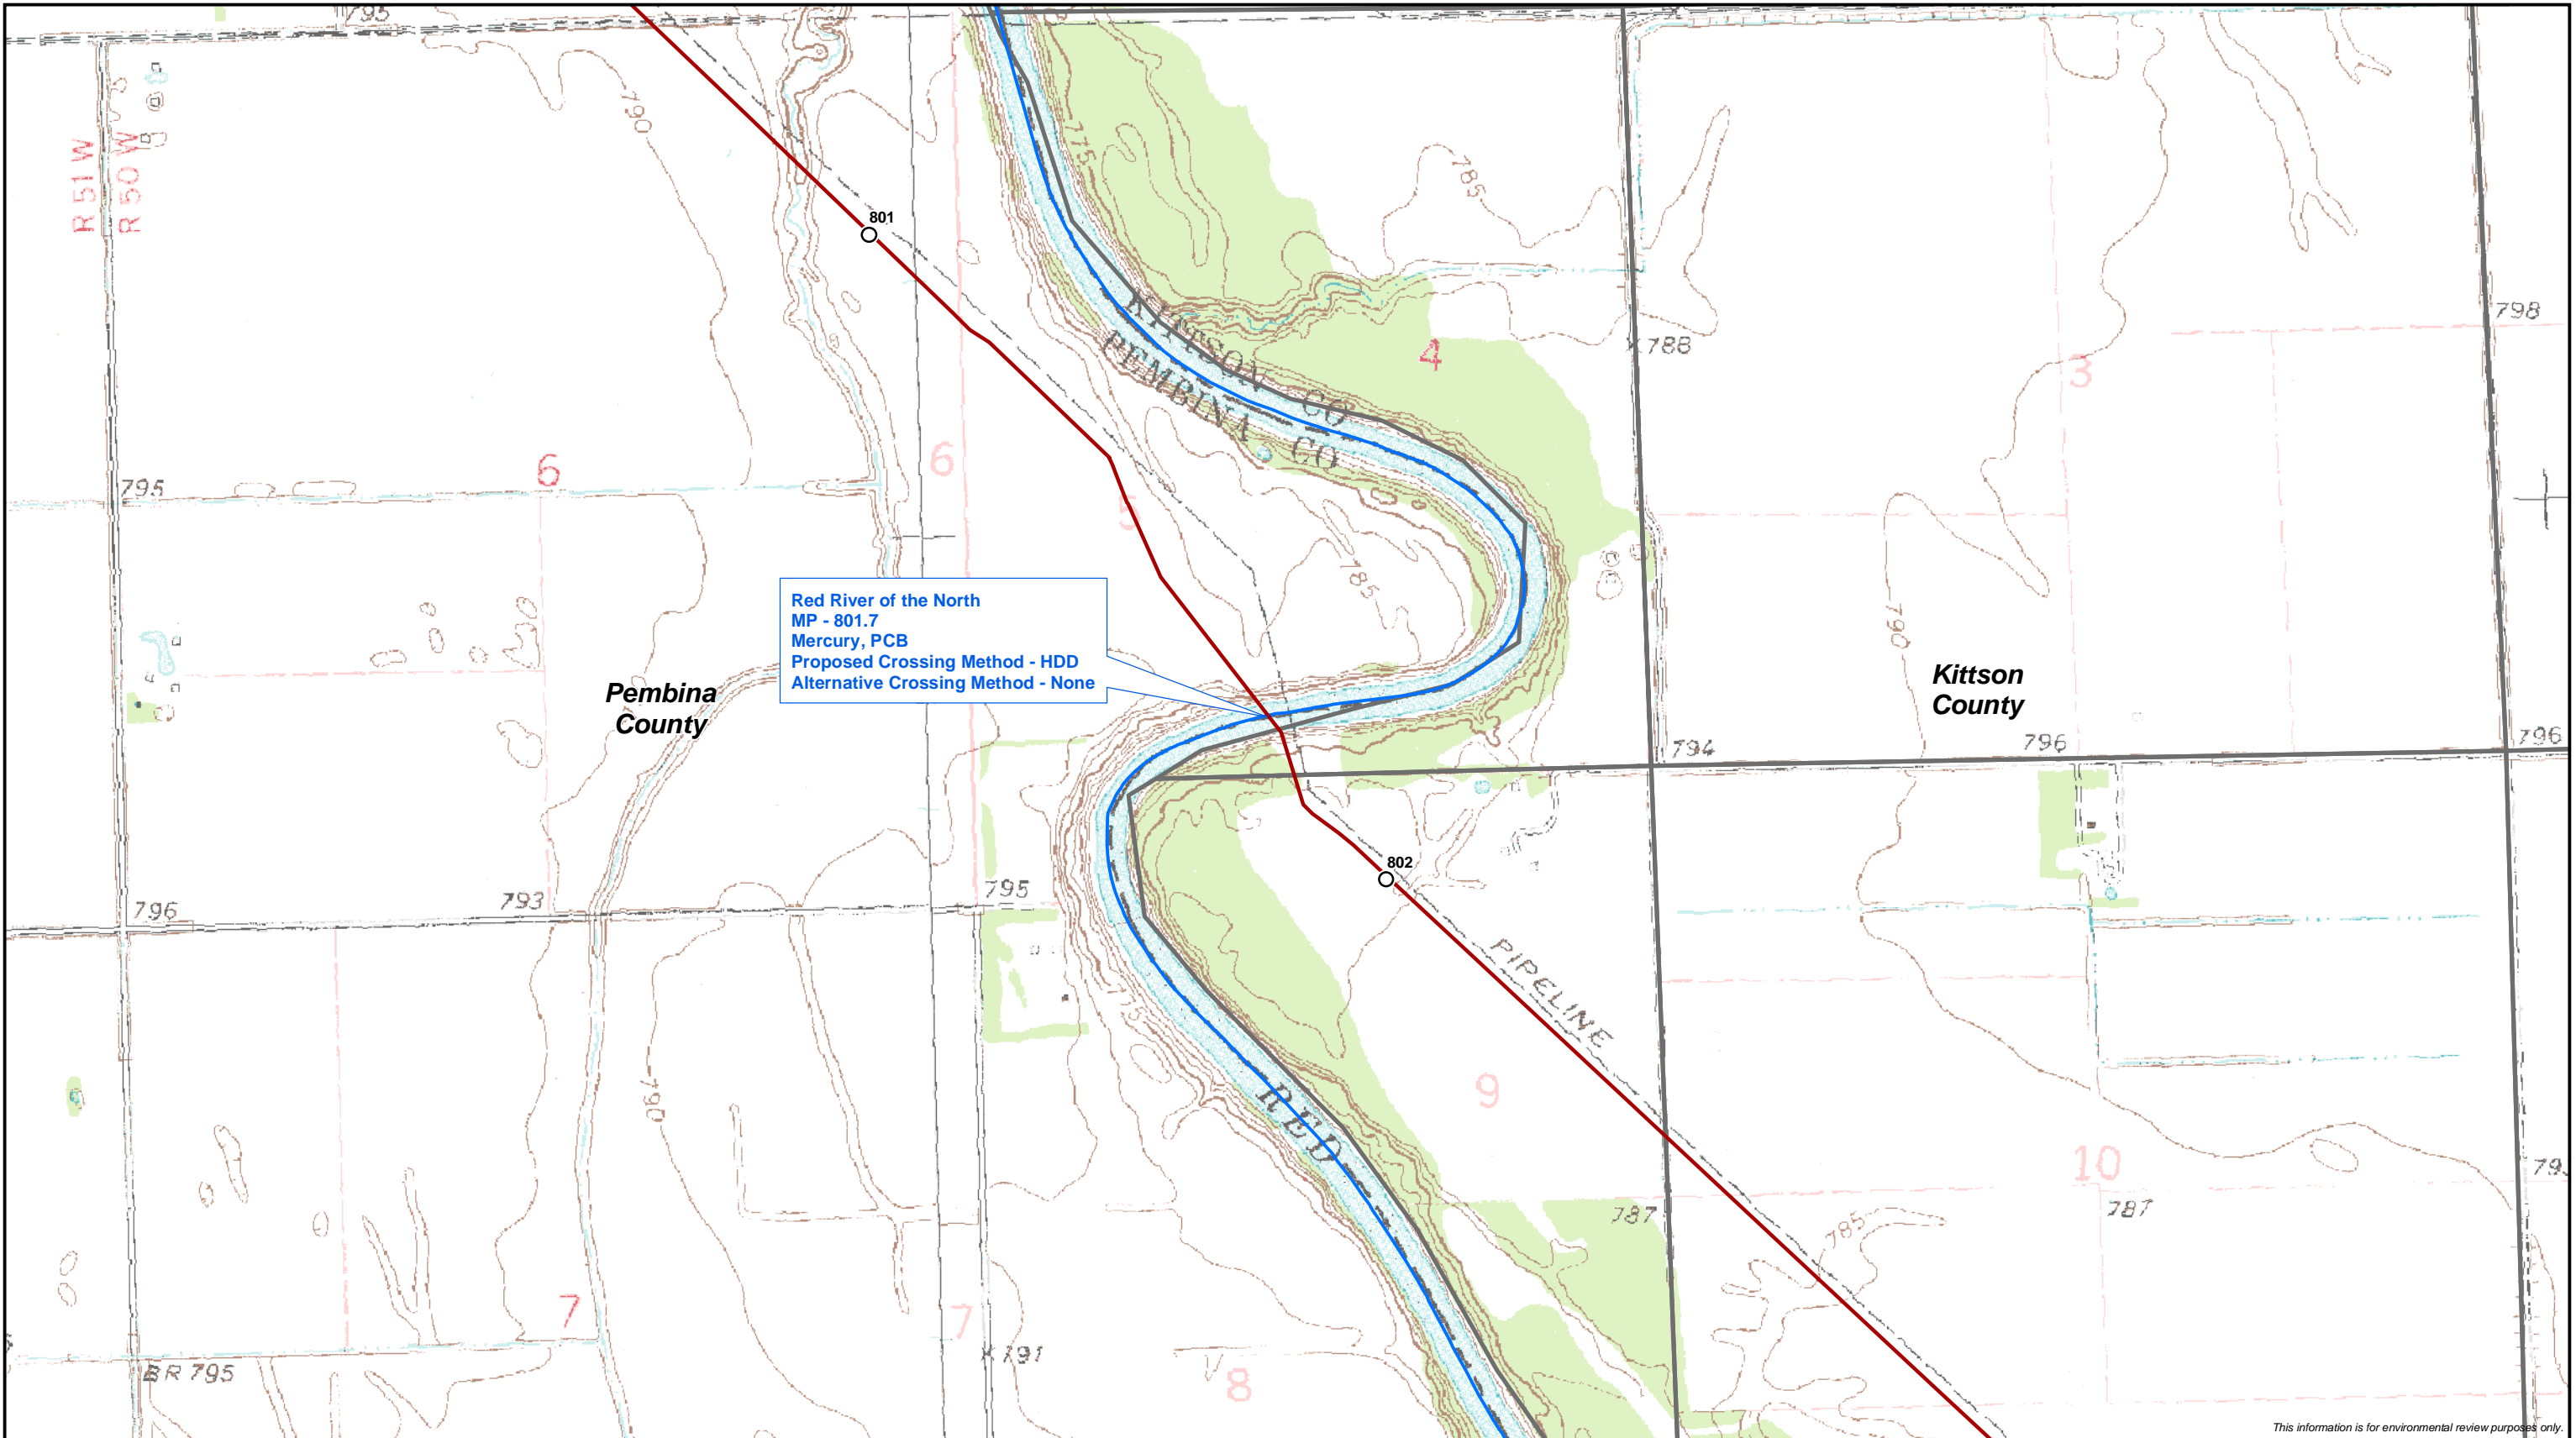 795
R 51 W
R 50 W
790
775
785
801
798
KITTSON CO
PEMBINA CO
4
788
3
6
6
795
5
785
790
Red River of the North
MP - 801.7
Mercury, PCB
Proposed Crossing Method - HDD
Alternative Crossing Method - None
Pembina
County
Kittson
County
794
796
796
802
796
793
795
PIPELINE
775
790
RED
9
10
787
787
785
7
7
791
8
BR 795
This information is for environmental review purposes only.